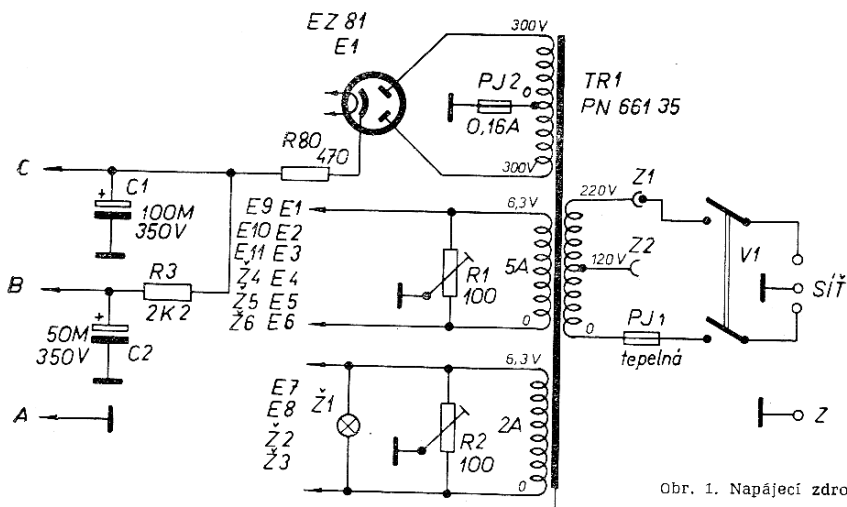 EZ 81
E1
300V
PJ2
0
0,16A
TR1
PN 661 35
R80
470
300V
C
+
C1
100M
350V
B
R3
2K2
+
50M
350V
C2
A
E9 E1
E10 E2
E11 E3
Ž4 E4
Ž5 E5
Ž6 E6
6,3V
R1
100
5A
0
220V
Z1
120V
Z2
V1
SÍŤ
0
PJ1
tepelná
6,3V
E7
E8
Ž1
Ž2
Ž3
R2
100
2A
0
Z
Obr. 1. Napájecí zdro